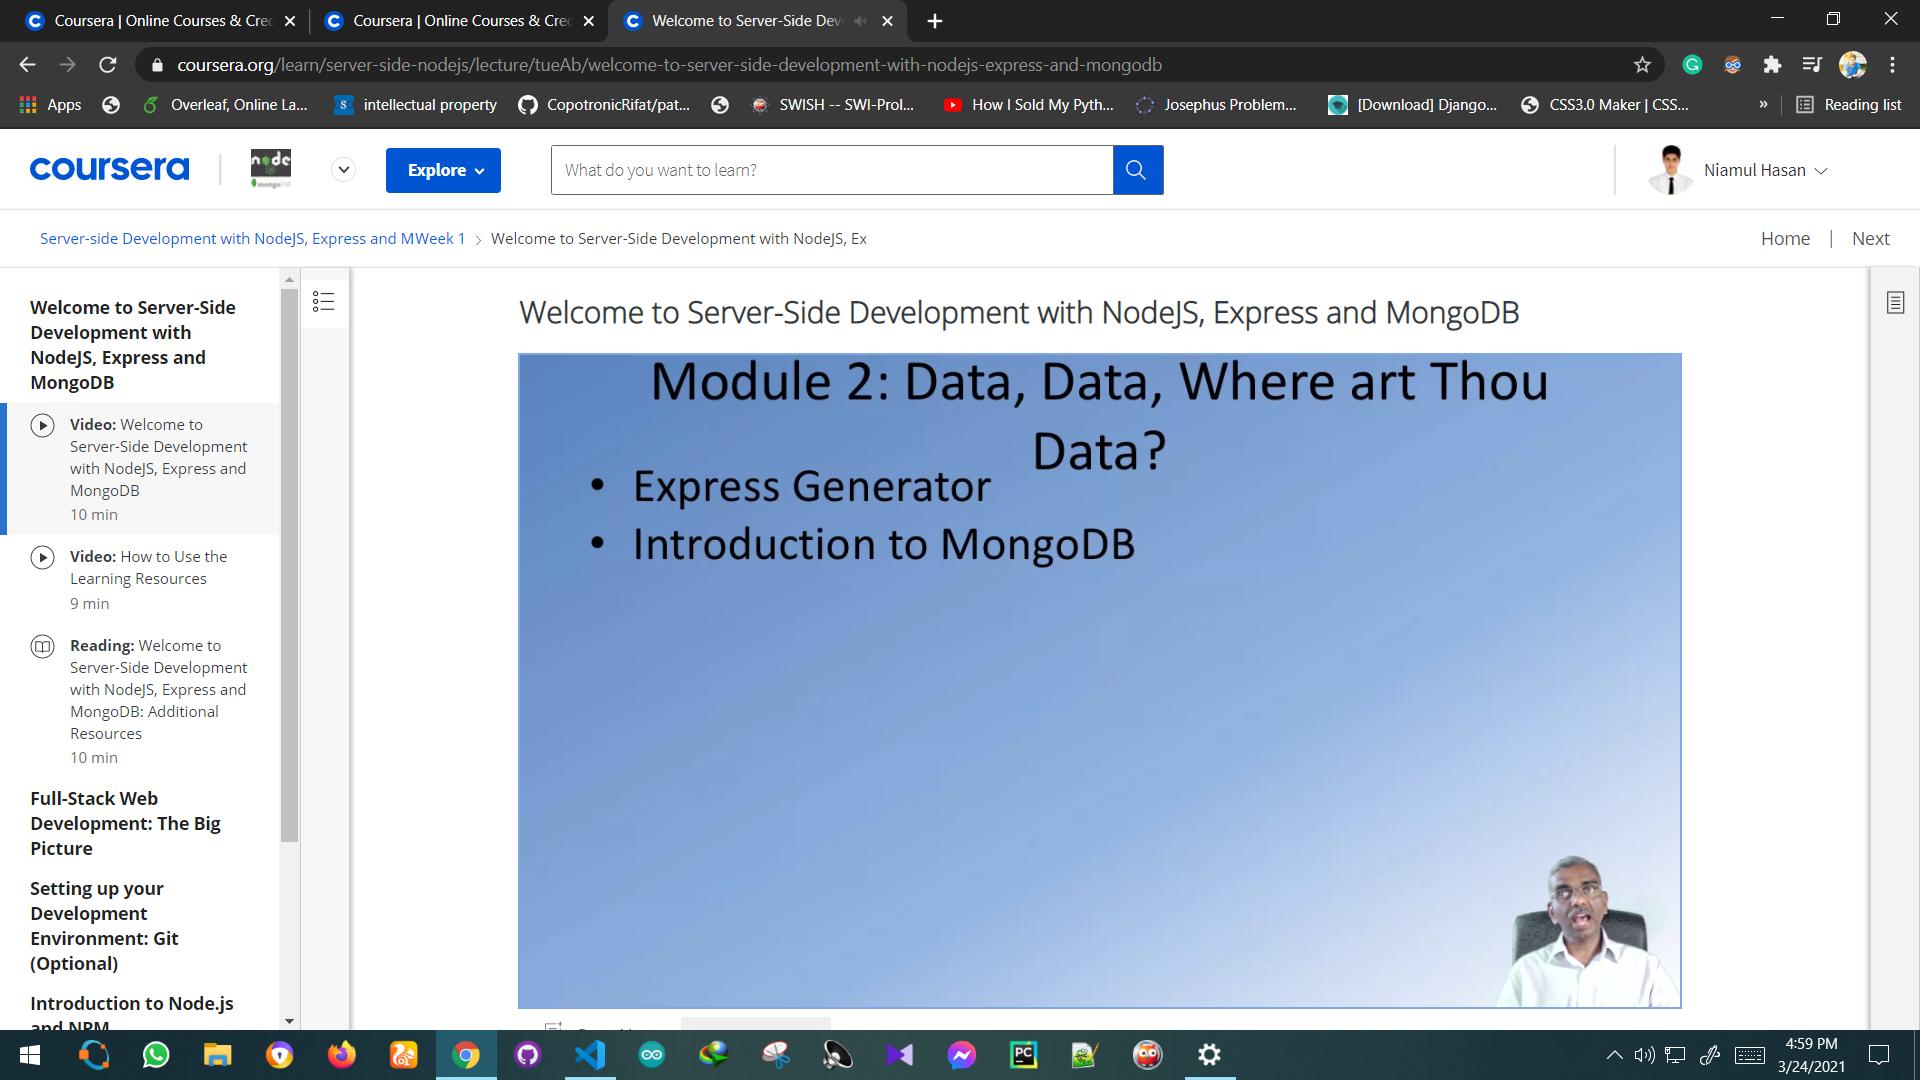 Coursera | Online Courses & Cre
Coursera | Online Courses & Cre
Welcome to Server-Side Dev
coursera.org/learn/server-side-nodejs/lecture/tueAb/welcome-to-server-side-development-with-nodejs-express-and-mongodb
Apps
Overleaf, Online La...
intellectual property
CopotronicRifat/pat...
SWISH -- SWI-Prol...
How I Sold My Pyth...
Josephus Problem...
[Download] Django...
CSS3.0 Maker | CSS...
»
Reading list
coursera
node
mongoDB
Explore
What do you want to learn?
Niamul Hasan
Server-side Development with NodeJS, Express and MWeek 1 > Welcome to Server-Side Development with NodeJS, Ex
Home | Next
Welcome to Server-Side
Development with
NodeJS, Express and
MongoDB
Video: Welcome to
Server-Side Development
with NodeJS, Express and
MongoDB
10 min
Video: How to Use the
Learning Resources
9 min
Reading: Welcome to
Server-Side Development
with NodeJS, Express and
MongoDB: Additional
Resources
10 min
Full-Stack Web
Development: The Big
Picture
Setting up your
Development
Environment: Git
(Optional)
Introduction to Node.js
and NPM
Welcome to Server-Side Development with NodeJS, Express and MongoDB
Module 2: Data, Data, Where art Thou
Data?
• Express Generator
• Introduction to MongoDB
PC
4:59 PM
3/24/2021